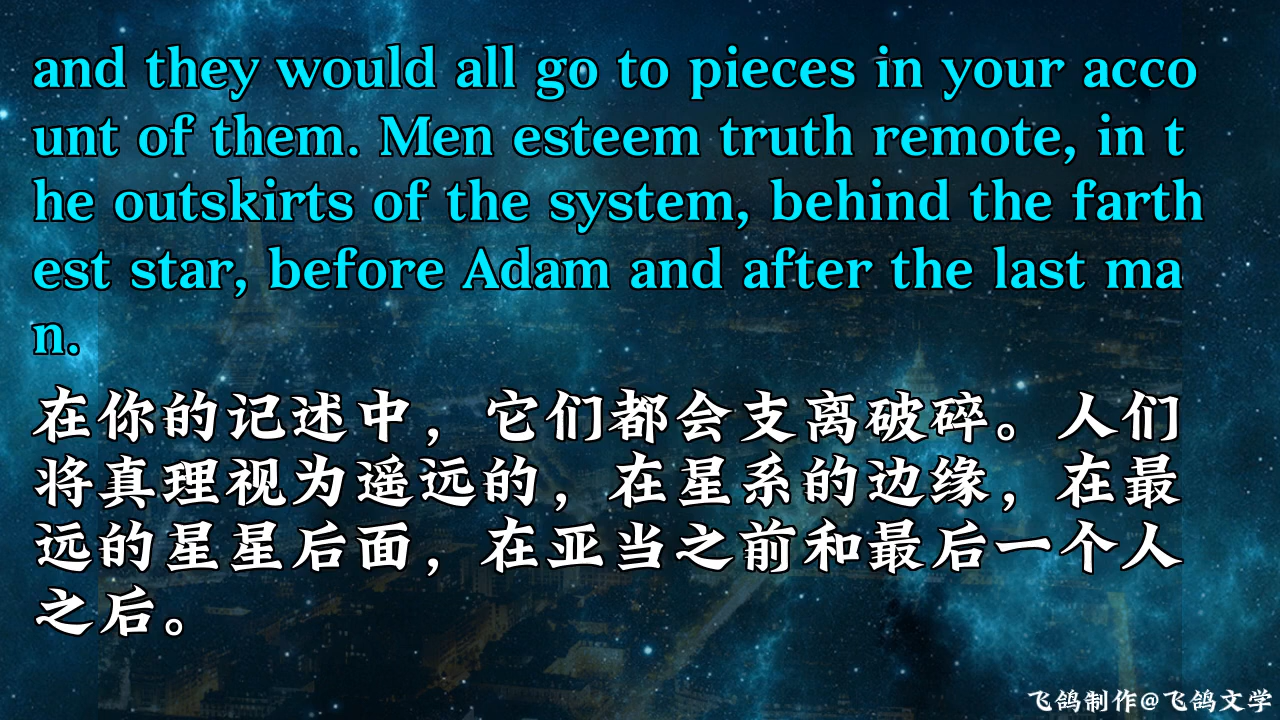 and they would all go to pieces in your acco
unt of them. Men esteem truth remote, in t
he outskirts of the system, behind the farth
est star, before Adam and after the last ma
n.
在你的记述中，它们都会支离破碎。人们
将真理视为遥远的，在星系的边缘，在最
远的星星后面，在亚当之前和最后一个人
之后。
飞鸽制作@飞鸽文学